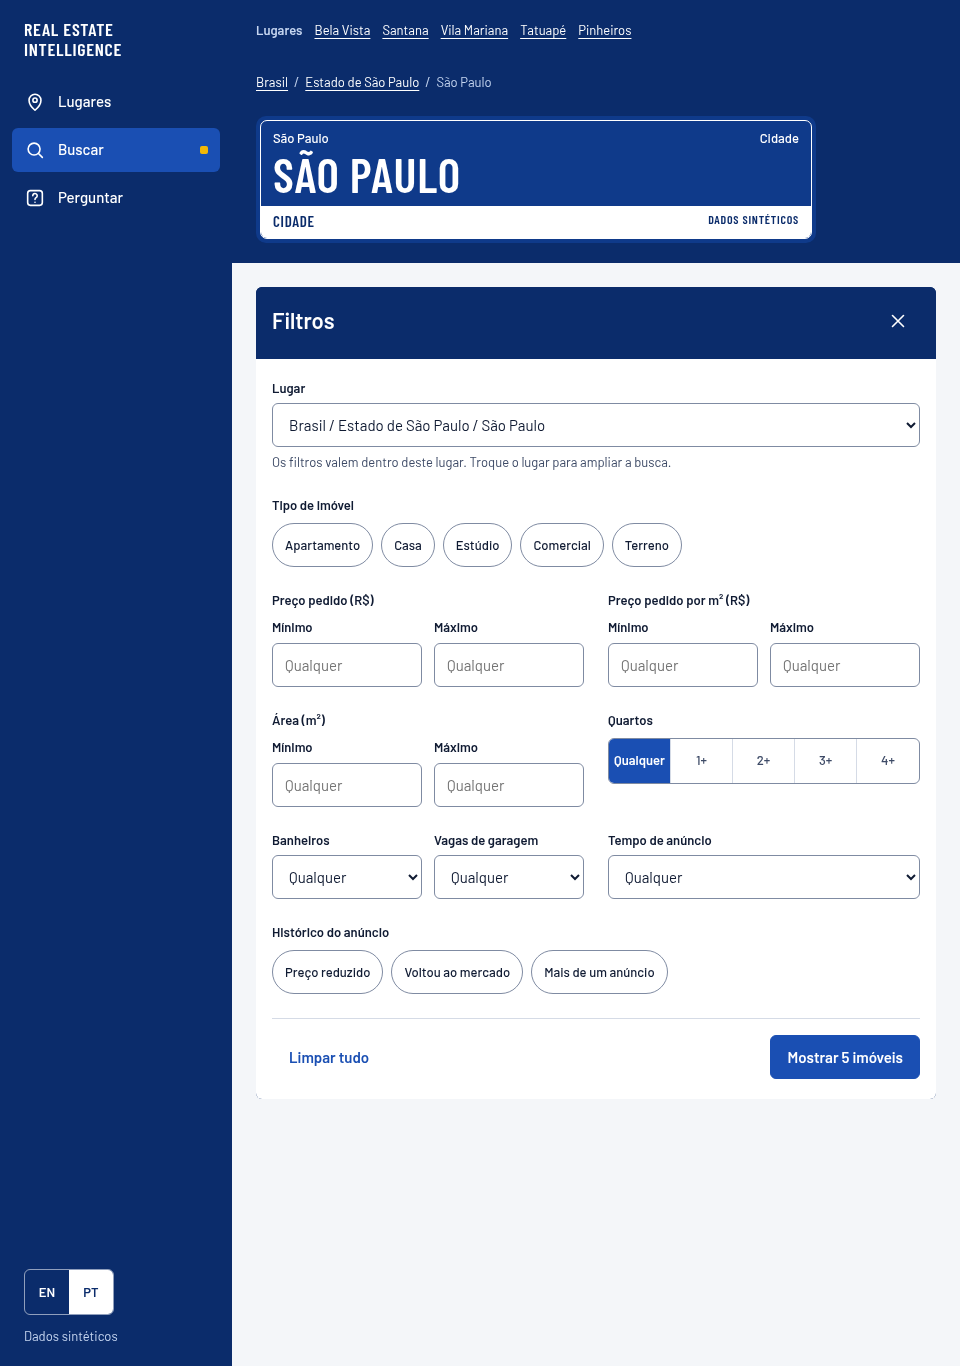 REAL ESTATE
INTELLIGENCE
Lugares
Buscar
Perguntar
EN
PT
Dados sintéticos
Lugares Bela Vista Santana Vila Mariana Tatuapé Pinheiros
Brasil / Estado de São Paulo / São Paulo
São Paulo Cidade
SÃO PAULO
CIDADE DADOS SINTÉTICOS
Filtros
Lugar
Brasil / Estado de São Paulo / São Paulo
Os filtros valem dentro deste lugar. Troque o lugar para ampliar a busca.
Tipo de imóvel
Apartamento Casa Estúdio Comercial Terreno
Preço pedido (R$) Preço pedido por m² (R$)
Mínimo Máximo Mínimo Máximo
Qualquer Qualquer Qualquer Qualquer
Área (m²) Quartos
Mínimo Máximo
Qualquer 1+ 2+ 3+ 4+
Qualquer Qualquer
Banheiros Vagas de garagem Tempo de anúncio
Qualquer Qualquer Qualquer
Histórico do anúncio
Preço reduzido Voltou ao mercado Mais de um anúncio
Limpar tudo Mostrar 5 imóveis